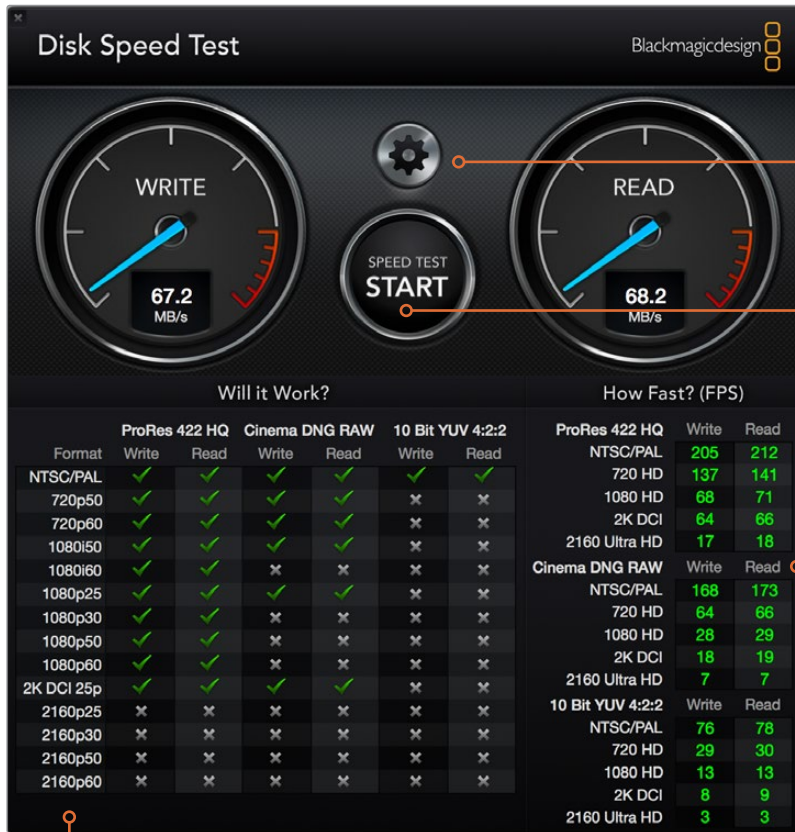 Disk Speed Test
Blackmagicdesign
WRITE
67.2
MB/s
SPEED TEST
START
READ
68.2
MB/s
Will it Work?
ProRes 422 HQ Cinema DNG RAW 10 Bit YUV 4:2:2
Format Write Read Write Read Write Read
NTSC/PAL
720p50
720p60
1080i50
1080i60
1080p25
1080p30
1080p50
1080p60
2K DCI 25p
2160p25
2160p30
2160p50
2160p60
How Fast? (FPS)
ProRes 422 HQ Write Read
NTSC/PAL 205 212
720 HD 137 141
1080 HD 68 71
2K DCI 64 66
2160 Ultra HD 17 18
Cinema DNG RAW Write Read
NTSC/PAL 168 173
720 HD 64 66
1080 HD 28 29
2K DCI 18 19
2160 Ultra HD 7 7
10 Bit YUV 4:2:2 Write Read
NTSC/PAL 76 78
720 HD 29 30
1080 HD 13 13
2K DCI 8 9
2160 Ultra HD 3 3